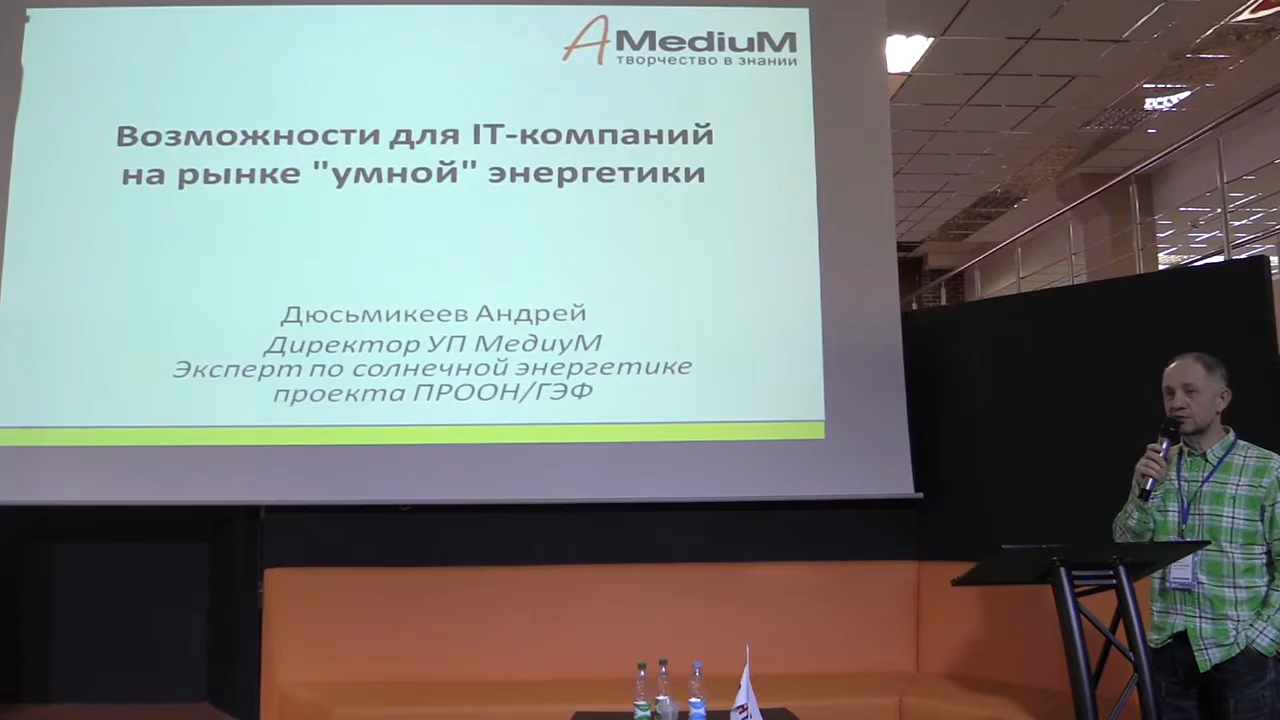 AMediuM
творчество в знании
Возможности для IT-компаний
на рынке "умной" энергетики
Дюсьмикеев Андрей
Директор УП МедиуМ
Эксперт по солнечной энергетике
проекта ПРООН/ГЭФ